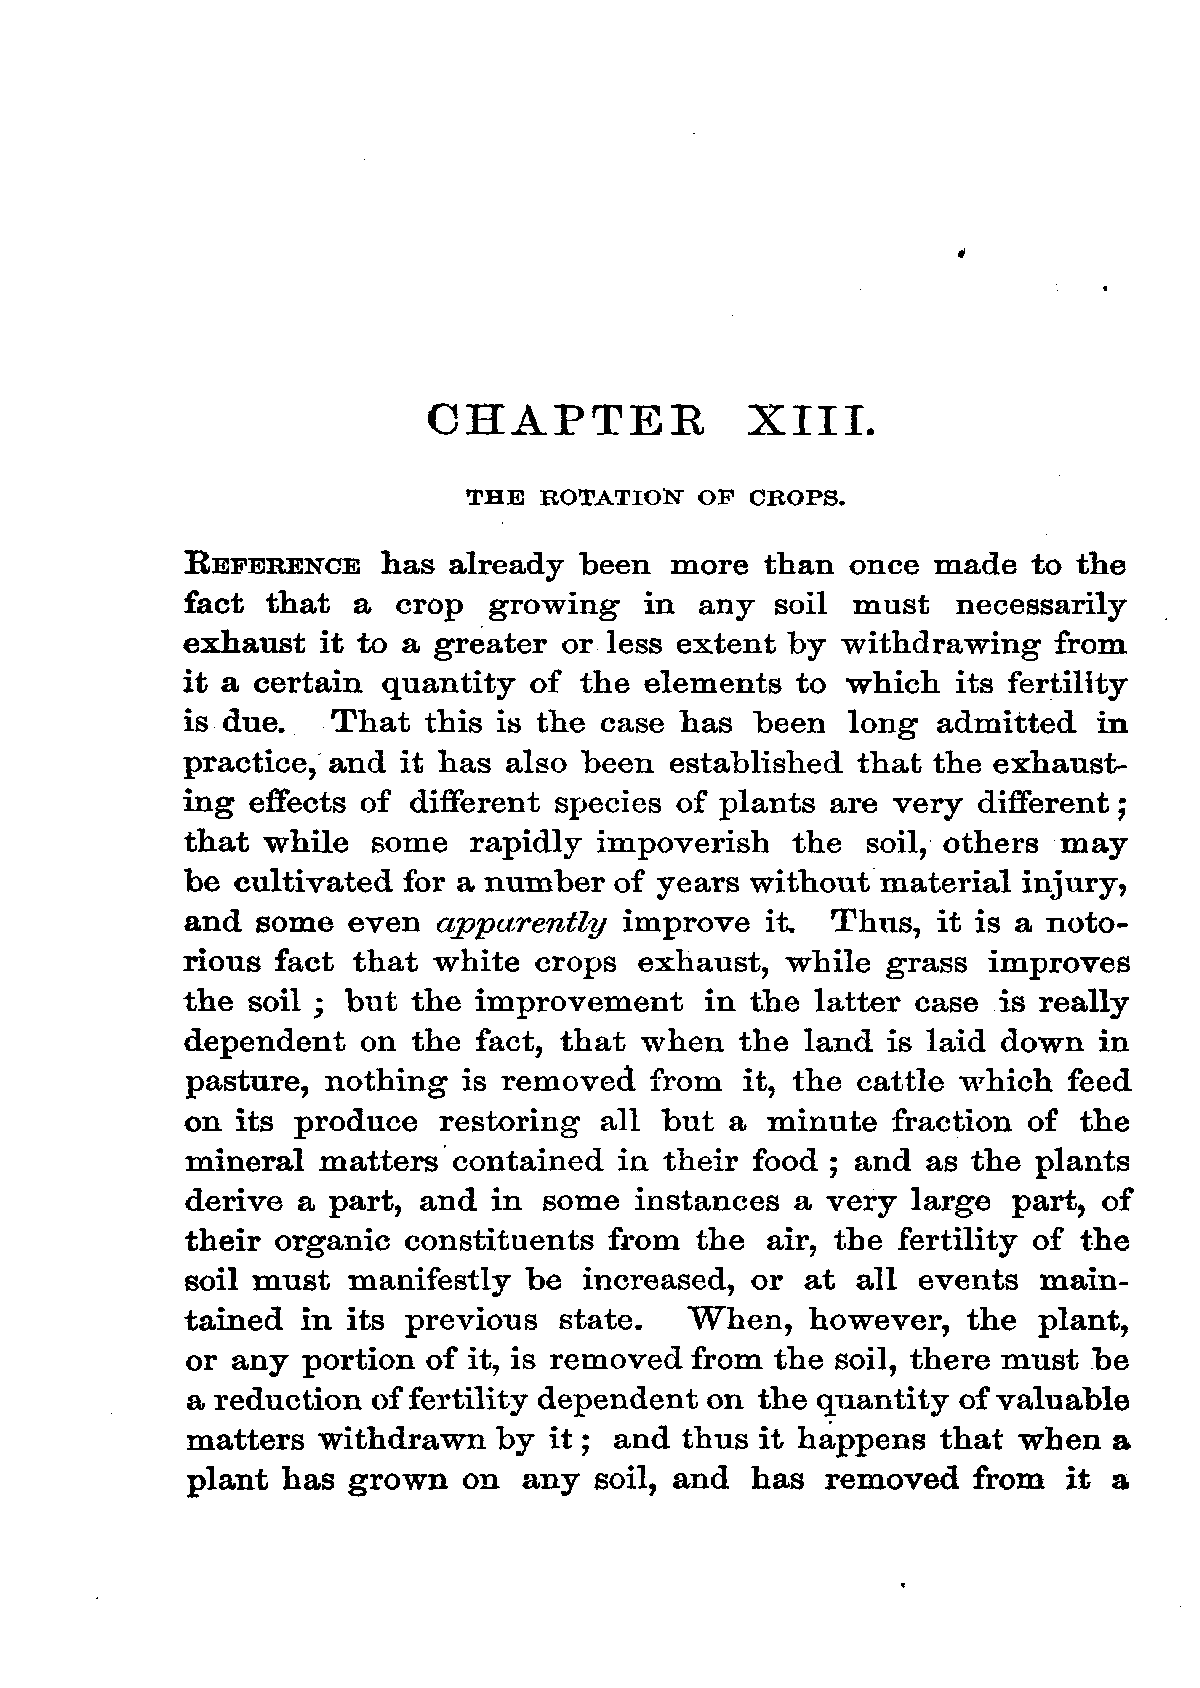 CHAPTER XIII.
THE ROTATION OF CROPS.
REFERENCE has already been more than once made to the
fact that a crop growing in any soil must necessarily
exhaust it to a greater or less extent by withdrawing from
it a certain quantity of the elements to which its fertility
is due. That this is the case has been long admitted in
practice, and it has also been established that the exhaust-
ing effects of different species of plants are very different;
that while some rapidly impoverish the soil, others may
be cultivated for a number of years without material injury,
and some even apparently improve it. Thus, it is a noto-
rious fact that white crops exhaust, while grass improves
the soil ; but the improvement in the latter case is really
dependent on the fact, that when the land is laid down in
pasture, nothing is removed from it, the cattle which feed
on its produce restoring all but a minute fraction of the
mineral matters contained in their food ; and as the plants
derive a part, and in some instances a very large part, of
their organic constituents from the air, the fertility of the
soil must manifestly be increased, or at all events main-
tained in its previous state. When, however, the plant,
or any portion of it, is removed from the soil, there must be
a reduction of fertility dependent on the quantity of valuable
matters withdrawn by it ; and thus it happens that when a
plant has grown on any soil, and has removed from it a